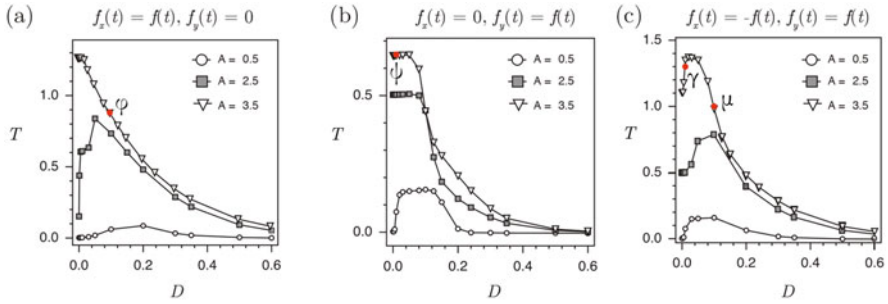 (a) f_x(t) = f(t), f_y(t) = 0
T
1.0
0.5
0.0
A = 0.5
A = 2.5
A = 3.5
φ
0.0 0.2 0.4 0.6
D
(b) f_x(t) = 0, f_y(t) = f(t)
T
0.5
0.0
A = 0.5
A = 2.5
A = 3.5
ψ
0.0 0.2 0.4 0.6
D
(c) f_x(t) = -f(t), f_y(t) = f(t)
T
1.5
1.0
0.5
0.0
A = 0.5
A = 2.5
A = 3.5
γ
μ
0.0 0.2 0.4 0.6
D